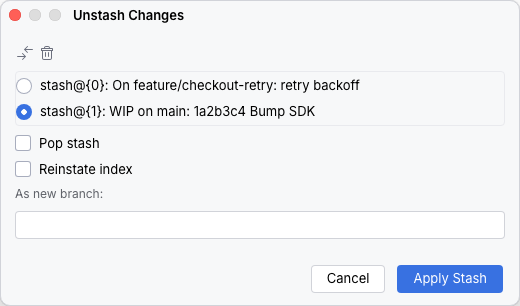 Unstash Changes
stash@{0}: On feature/checkout-retry: retry backoff
stash@{1}: WIP on main: 1a2b3c4 Bump SDK
Pop stash
Reinstate index
As new branch:
Cancel
Apply Stash